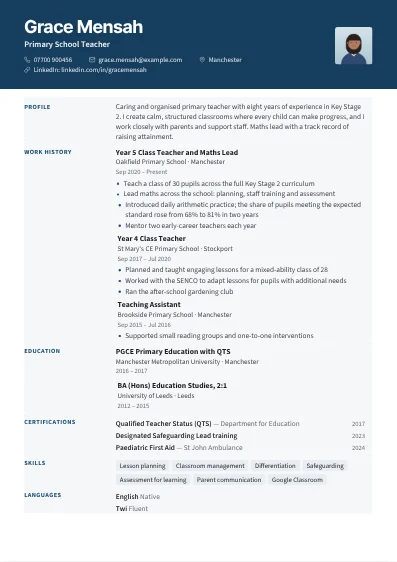 Grace Mensah
Primary School Teacher
07700 900456
grace.mensah@example.com
Manchester
LinkedIn: linkedin.com/in/gracemensah
PROFILE
Caring and organised primary teacher with eight years of experience in Key Stage
2. I create calm, structured classrooms where every child can make progress, and I
work closely with parents and support staff. Maths lead with a track record of
raising attainment.
WORK HISTORY
Year 5 Class Teacher and Maths Lead
Oakfield Primary School · Manchester
Sep 2020 – Present
• Teach a class of 30 pupils across the full Key Stage 2 curriculum
• Lead maths across the school: planning, staff training and assessment
• Introduced daily arithmetic practice; the share of pupils meeting the expected
standard rose from 68% to 81% in two years
• Mentor two early-career teachers each year
Year 4 Class Teacher
St Mary's CE Primary School · Stockport
Sep 2017 – Jul 2020
• Planned and taught engaging lessons for a mixed-ability class of 28
• Worked with the SENCO to adapt lessons for pupils with additional needs
• Ran the after-school gardening club
Teaching Assistant
Brookside Primary School · Manchester
Sep 2015 – Jul 2016
• Supported small reading groups and one-to-one interventions
EDUCATION
PGCE Primary Education with QTS
Manchester Metropolitan University · Manchester
2016 – 2017
BA (Hons) Education Studies, 2:1
University of Leeds · Leeds
2012 – 2015
CERTIFICATIONS
Qualified Teacher Status (QTS) — Department for Education 2017
Designated Safeguarding Lead training 2023
Paediatric First Aid — St John Ambulance 2024
SKILLS
Lesson planning Classroom management Differentiation Safeguarding
Assessment for learning Parent communication Google Classroom
LANGUAGES
English Native
Twi Fluent